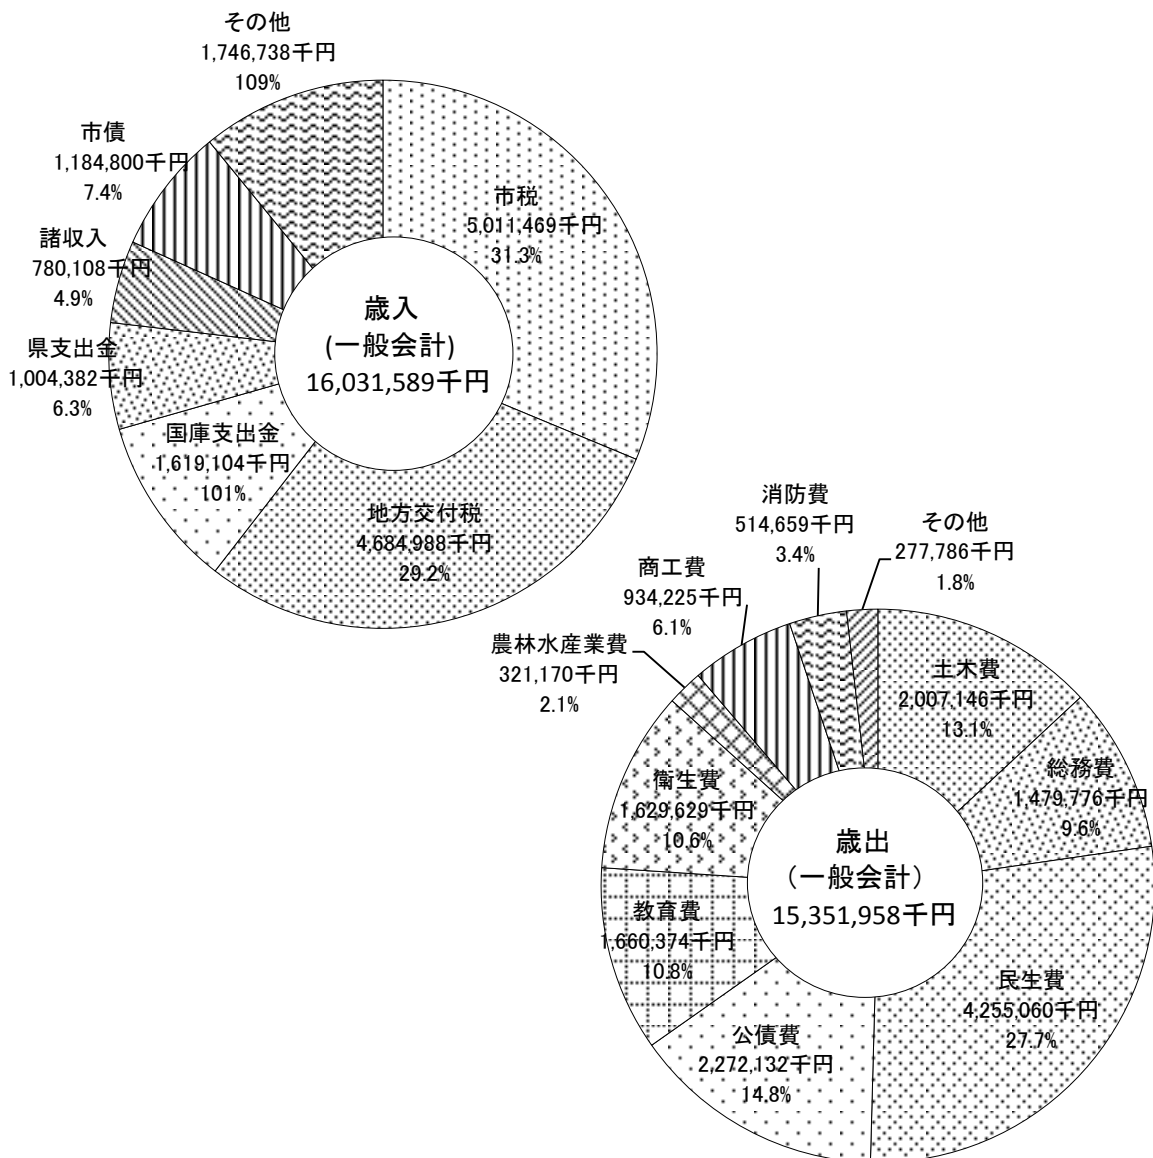 その他
1,746,738千円
109%
市債
1,184,800千円
7.4%
諸収入
780,108千円
4.9%
県支出金
1,004,382千円
6.3%
国庫支出金
1,619,104千円
101%
地方交付税
4,684,988千円
29.2%
市税
5,011,469千円
31.3%
歳入
(一般会計)
16,031,589千円
消防費
514,659千円
3.4%
その他
277,786千円
1.8%
商工費
934,225千円
6.1%
農林水産業費
321,170千円
2.1%
衛生費
1,629,629千円
10.6%
教育費
1,660,374千円
10.8%
公債費
2,272,132千円
14.8%
民生費
4,255,060千円
27.7%
総務費
1,479,776千円
9.6%
土木費
2,007,146千円
13.1%
歳出
（一般会計）
15,351,958千円